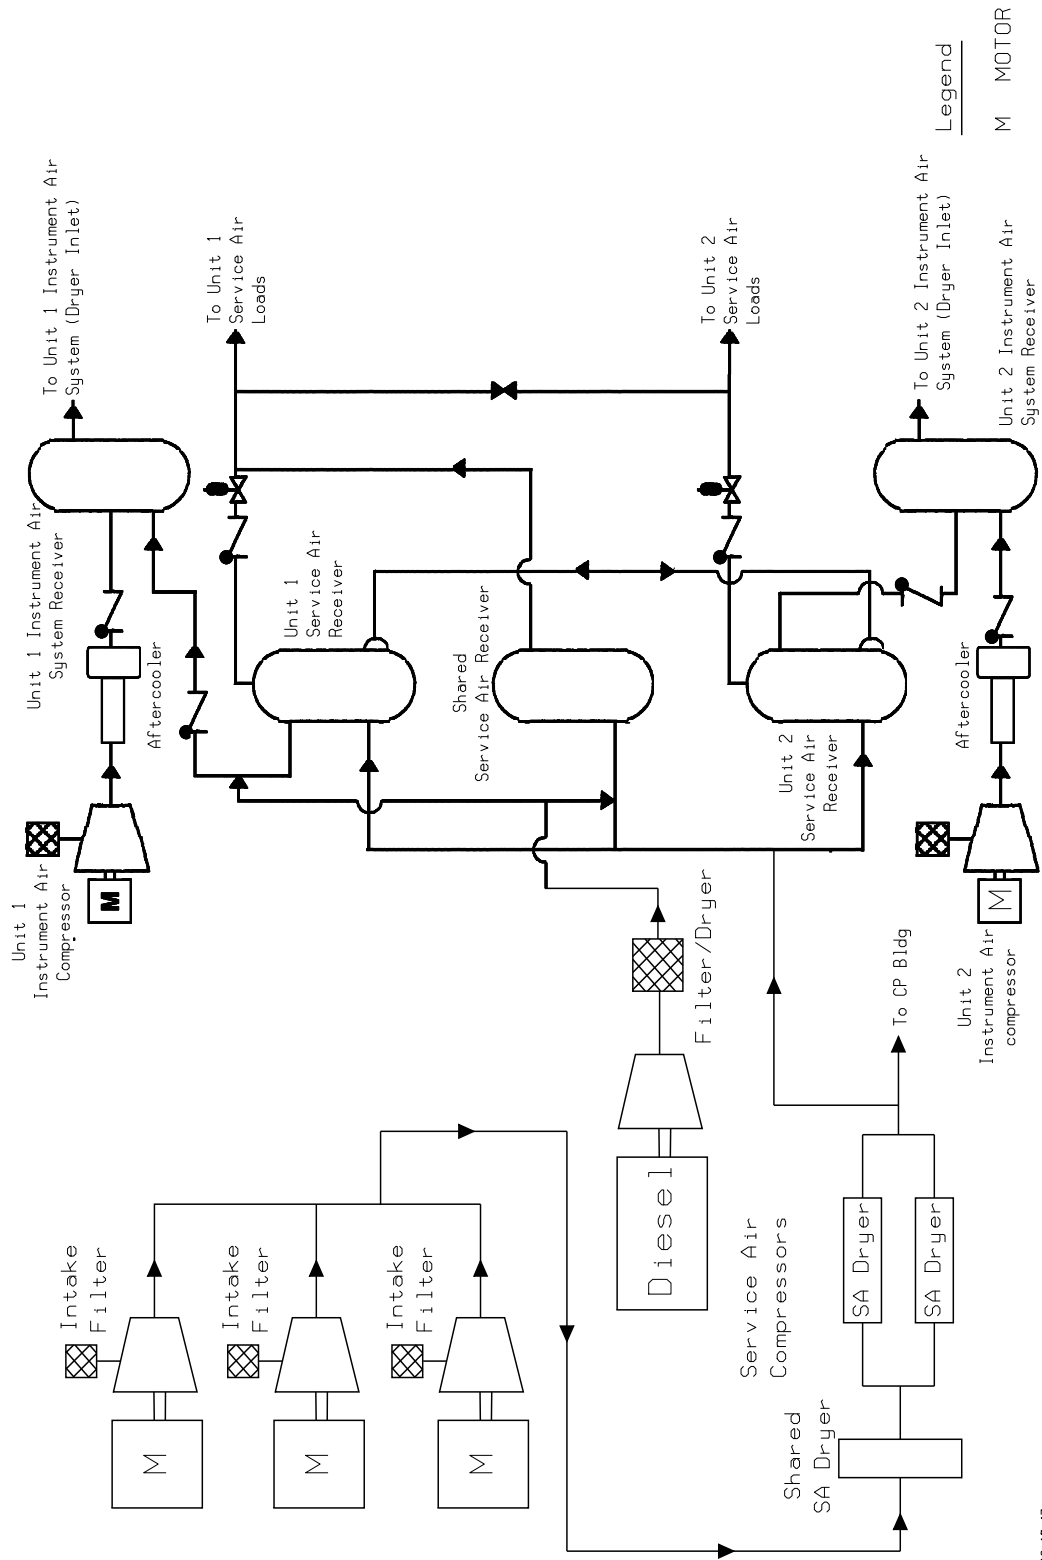 Legend
M MOTOR
To Unit 1 Instrument Air
System (Dryer Inlet)
To Unit 1
Service Air
Loads
To Unit 2
Service Air
Loads
To Unit 2 Instrument Air
System (Dryer Inlet)
Unit 2 Instrument Air
System Receiver
Unit 1 Instrument Air
System Receiver
Aftercooler
Unit 1
Service Air
Receiver
Shared
Service Air Receiver
Unit 2
Service Air
Receiver
Aftercooler
Unit 1
Instrument Air
Compressor
M
Filter/Dryer
To CP Bldg
M
Unit 2
Instrument Air
compressor
Intake
Filter
Intake
Filter
Intake
Filter
M
M
M
Diesel
Service Air
Compressors
SA Dryer
SA Dryer
Shared
SA Dryer